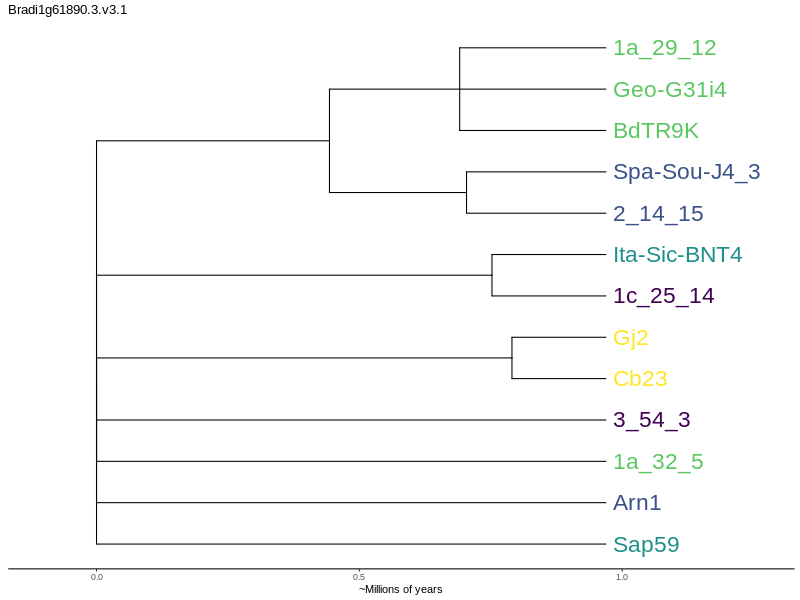 Bradi1g61890.3.v3.1
1a_29_12
Geo-G31i4
BdTR9K
Spa-Sou-J4_3
2_14_15
Ita-Sic-BNT4
1c_25_14
Gj2
Cb23
3_54_3
1a_32_5
Arn1
Sap59
0.0 0.5 1.0
~Millions of years